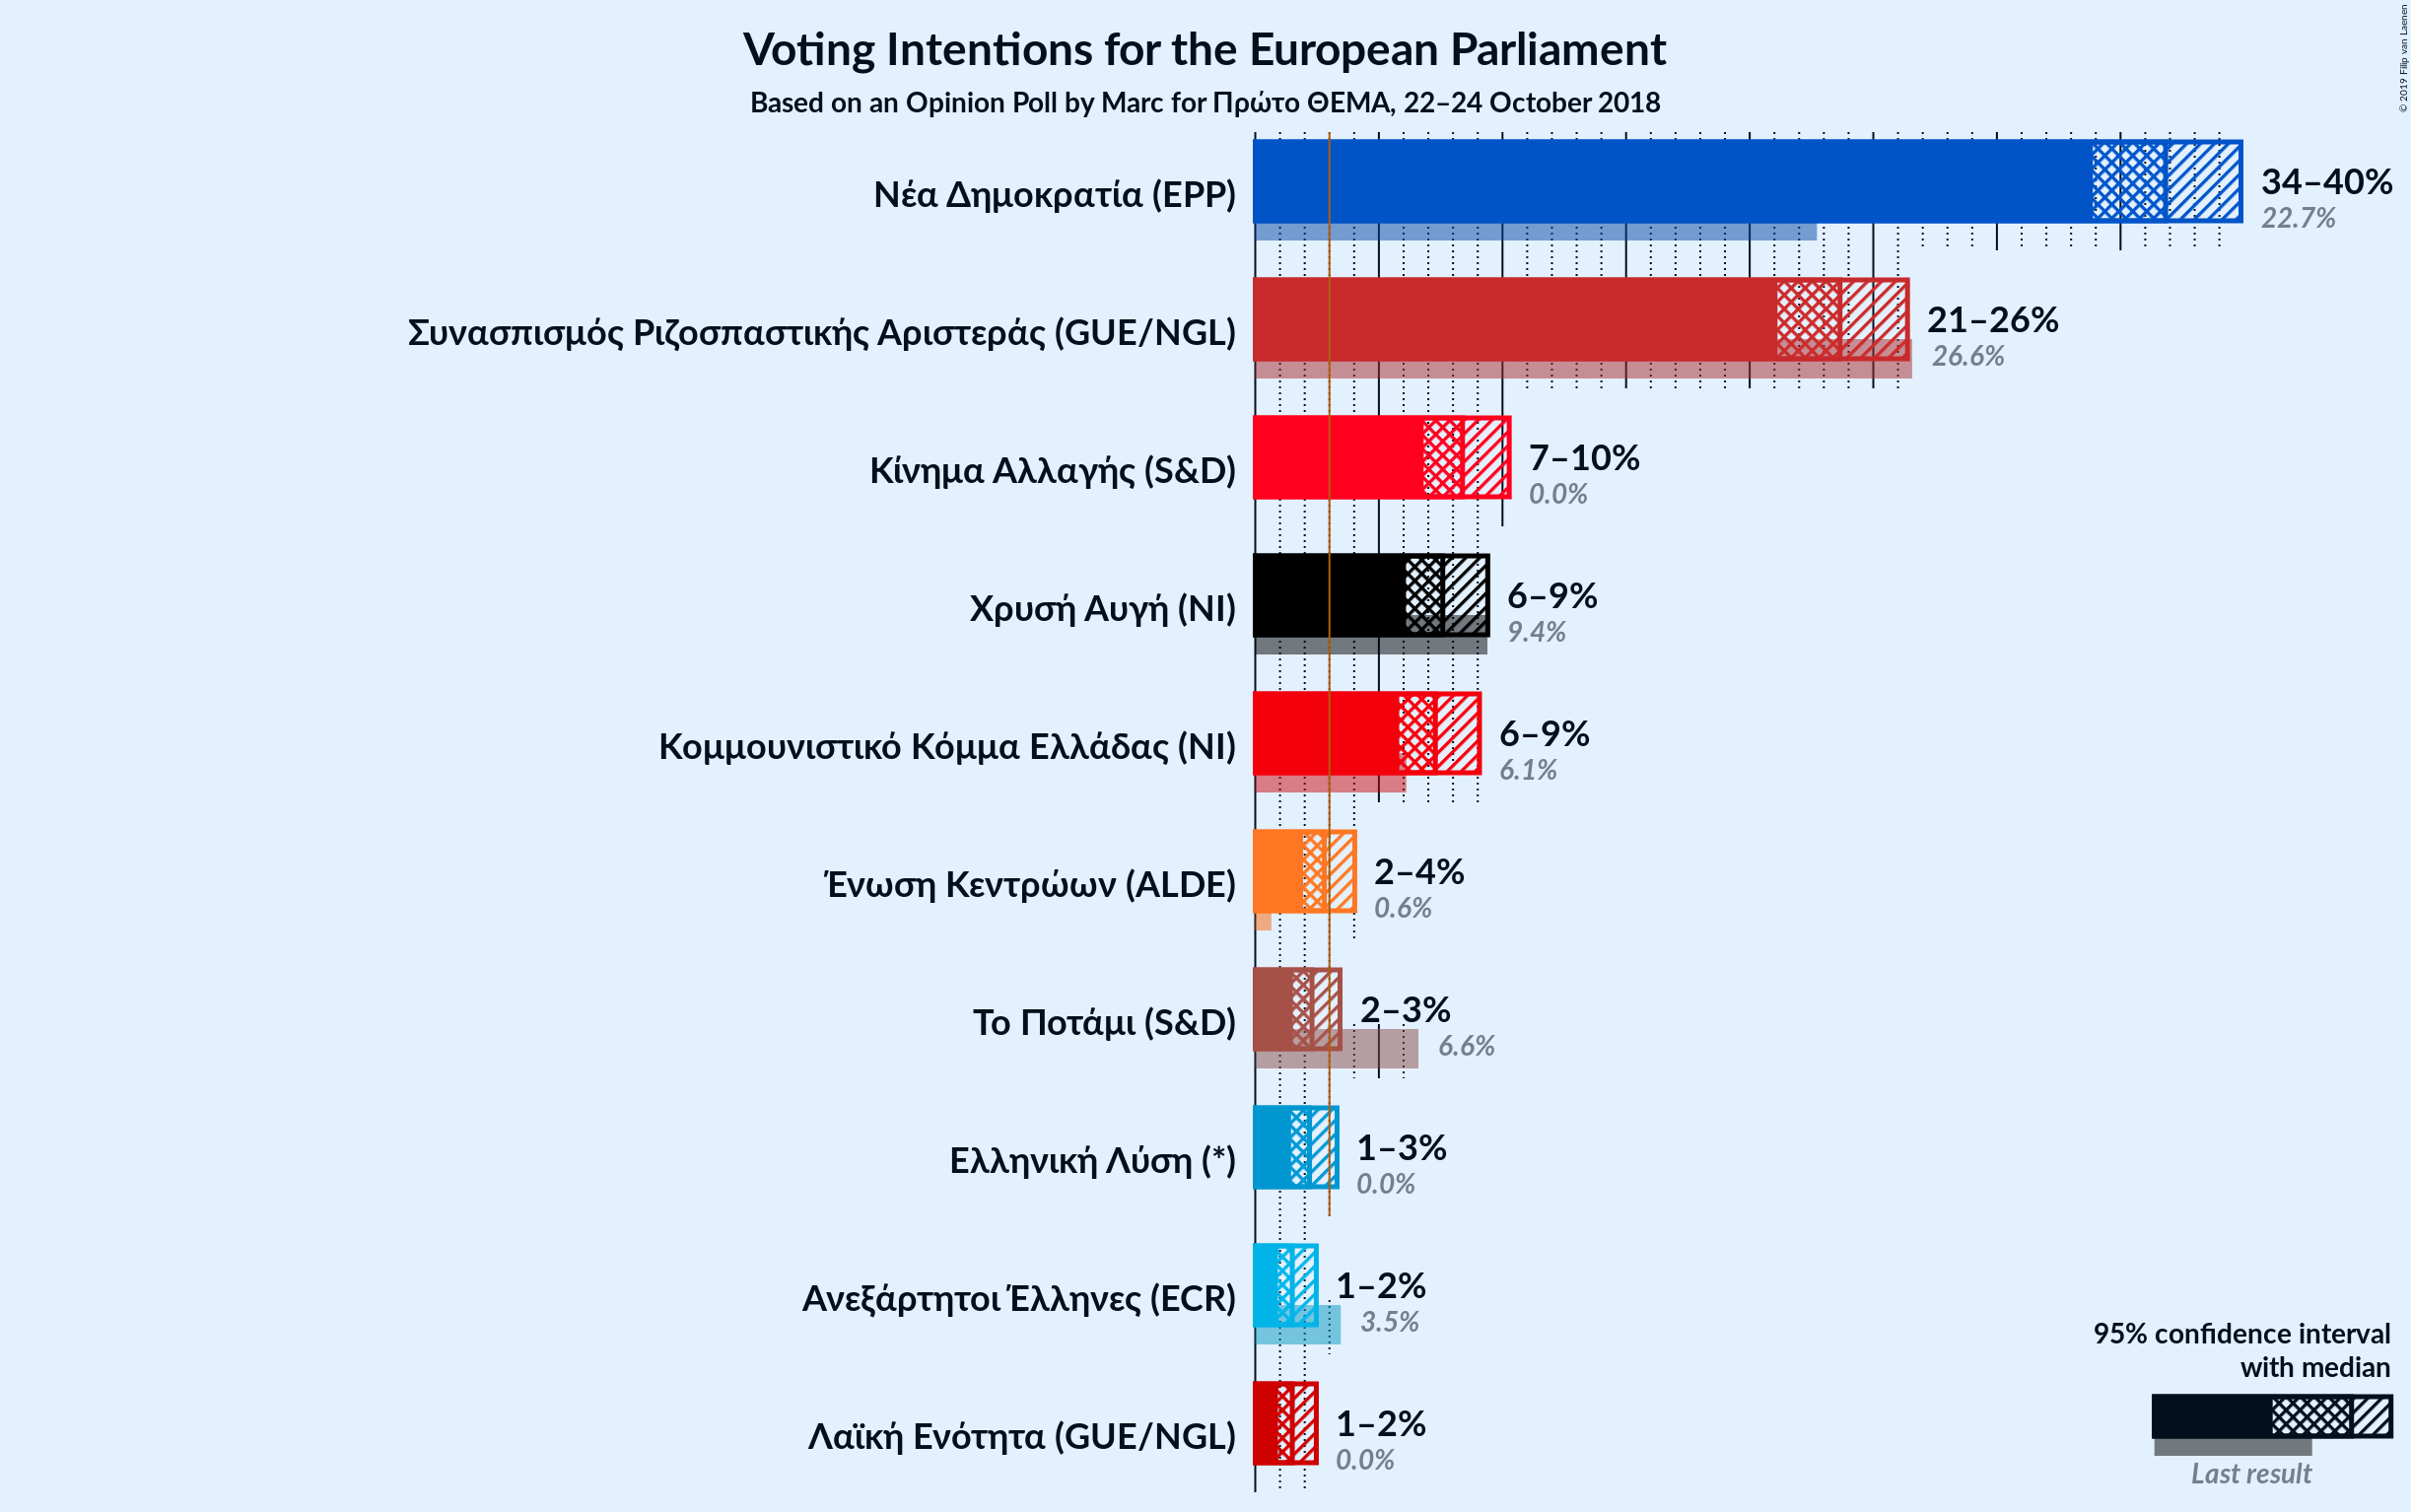 Voting Intentions for the European Parliament
Based on an Opinion Poll by Marc for Πρώτο ΘΕΜΑ, 22–24 October 2018
© 2019 Filip van Laenen
Νέα Δημοκρατία (EPP)
34–40%
22.7%
Συνασπισμός Ριζοσπαστικής Αριστεράς (GUE/NGL)
21–26%
26.6%
Κίνημα Αλλαγής (S&D)
7–10%
0.0%
Χρυσή Αυγή (NI)
6–9%
9.4%
Κομμουνιστικό Κόμμα Ελλάδας (NI)
6–9%
6.1%
Ένωση Κεντρώων (ALDE)
2–4%
0.6%
Το Ποτάμι (S&D)
2–3%
6.6%
Ελληνική Λύση (*)
1–3%
0.0%
Ανεξάρτητοι Έλληνες (ECR)
1–2%
3.5%
Λαϊκή Ενότητα (GUE/NGL)
1–2%
0.0%
95% confidence interval
with median
Last result